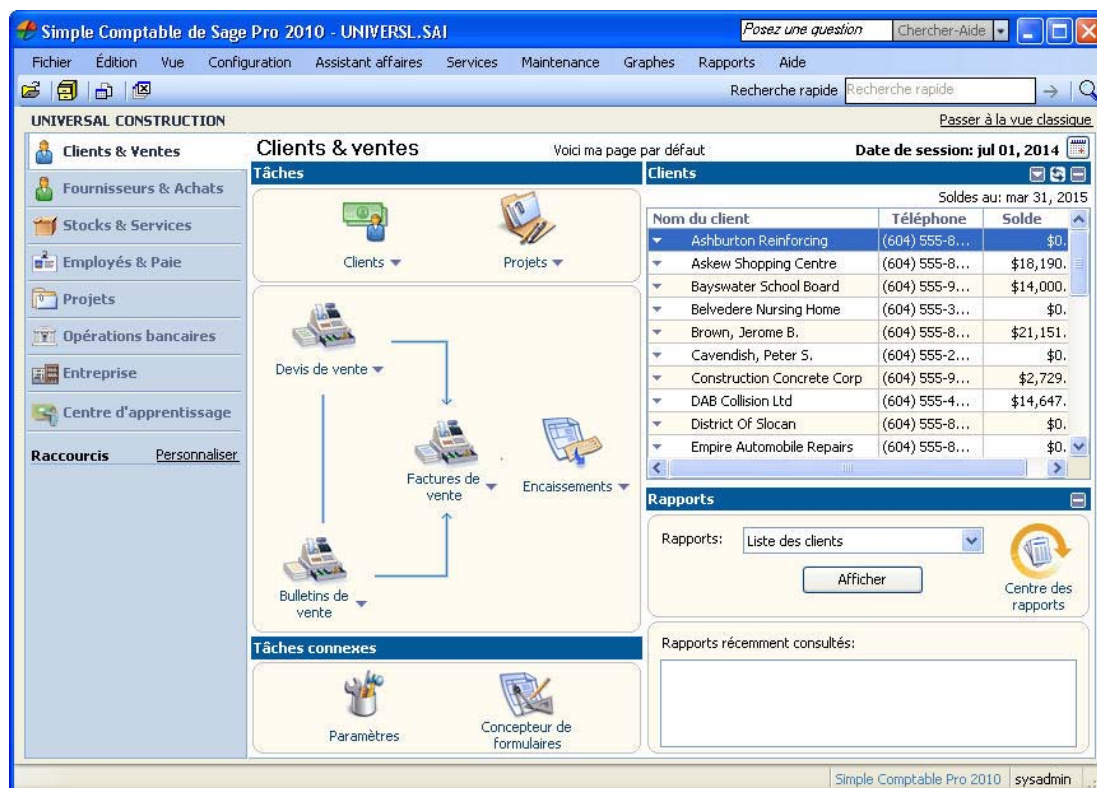 Simple Comptable de Sage Pro 2010 - UNIVERSL.SAI
Posez une question Chercher-Aide
Fichier Édition Vue Configuration Assistant affaires Services Maintenance Graphes Rapports Aide
Recherche rapide Recherche rapide
UNIVERSAL CONSTRUCTION
Passer à la vue classique
Clients & Ventes
Fournisseurs & Achats
Stocks & Services
Employés & Paie
Projets
Opérations bancaires
Entreprise
Centre d'apprentissage
Raccourcis Personnaliser
Clients & ventes
Voici ma page par défaut
Date de session: jul 01, 2014
Tâches
Clients
Projets
Devis de vente
Factures de
vente
Encaissements
Bulletins de
vente
Tâches connexes
Paramètres
Concepteur de
formulaires
Clients
Soldes au: mar 31, 2015
Nom du client Téléphone Solde
Ashburton Reinforcing (604) 555-8... $0.
Askew Shopping Centre (604) 555-8... $18,190.
Bayswater School Board (604) 555-9... $14,000.
Belvedere Nursing Home (604) 555-3... $0.
Brown, Jerome B. (604) 555-8... $21,151.
Cavendish, Peter S. (604) 555-2... $0.
Construction Concrete Corp (604) 555-9... $2,729.
DAB Collision Ltd (604) 555-4... $14,647.
District Of Slocan (604) 555-8... $0.
Empire Automobile Repairs (604) 555-8... $0.
Rapports
Rapports: Liste des clients
Afficher
Centre des
rapports
Rapports récemment consultés:
Simple Comptable Pro 2010 sysadmin